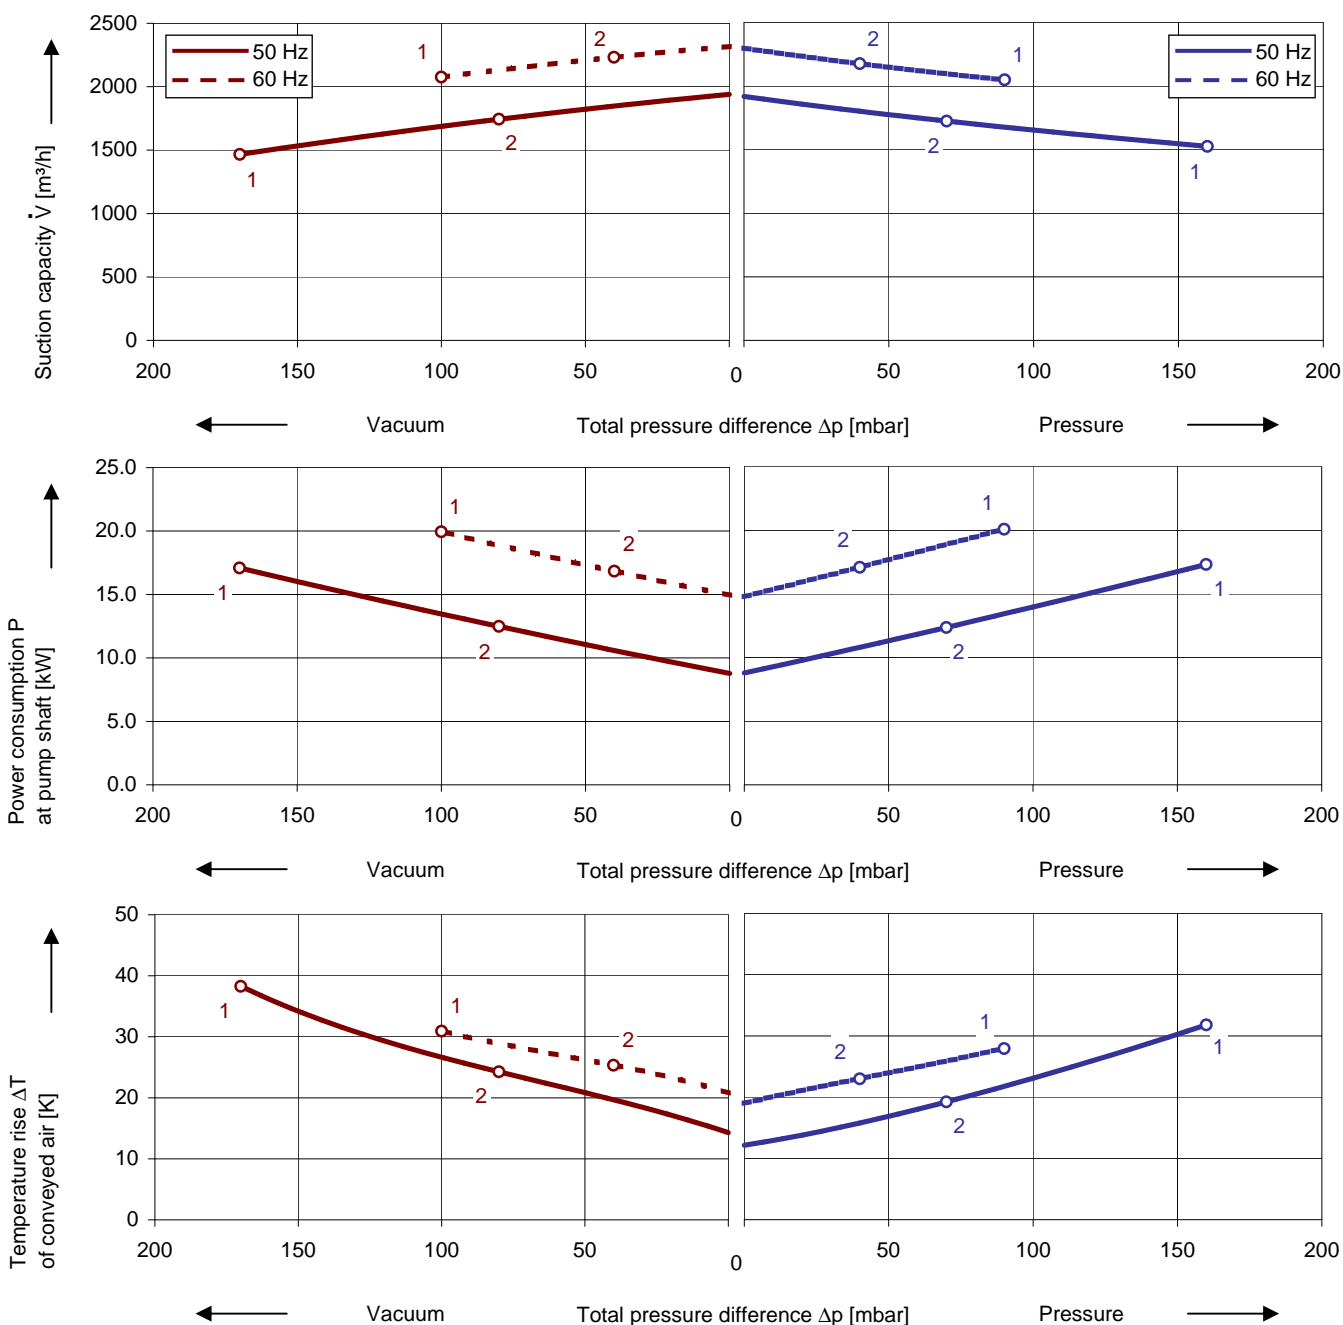 2500
2000
1500
1000
500
0
Suction capacity V̇ [m³/h]
50 Hz
60 Hz
50 Hz
60 Hz
1
2
2
1
1
2
2
1
200 150 100 50 0 50 100 150 200
Vacuum Total pressure difference Δp [mbar] Pressure
25.0
20.0
15.0
10.0
5.0
0.0
Power consumption P
at pump shaft [kW]
1
2
2
1
1
2
2
1
200 150 100 50 0 50 100 150 200
Vacuum Total pressure difference Δp [mbar] Pressure
50
40
30
20
10
0
Temperature rise ΔT
of conveyed air [K]
1
2
2
1
1
2
2
1
200 150 100 50 0 50 100 150 200
Vacuum Total pressure difference Δp [mbar] Pressure